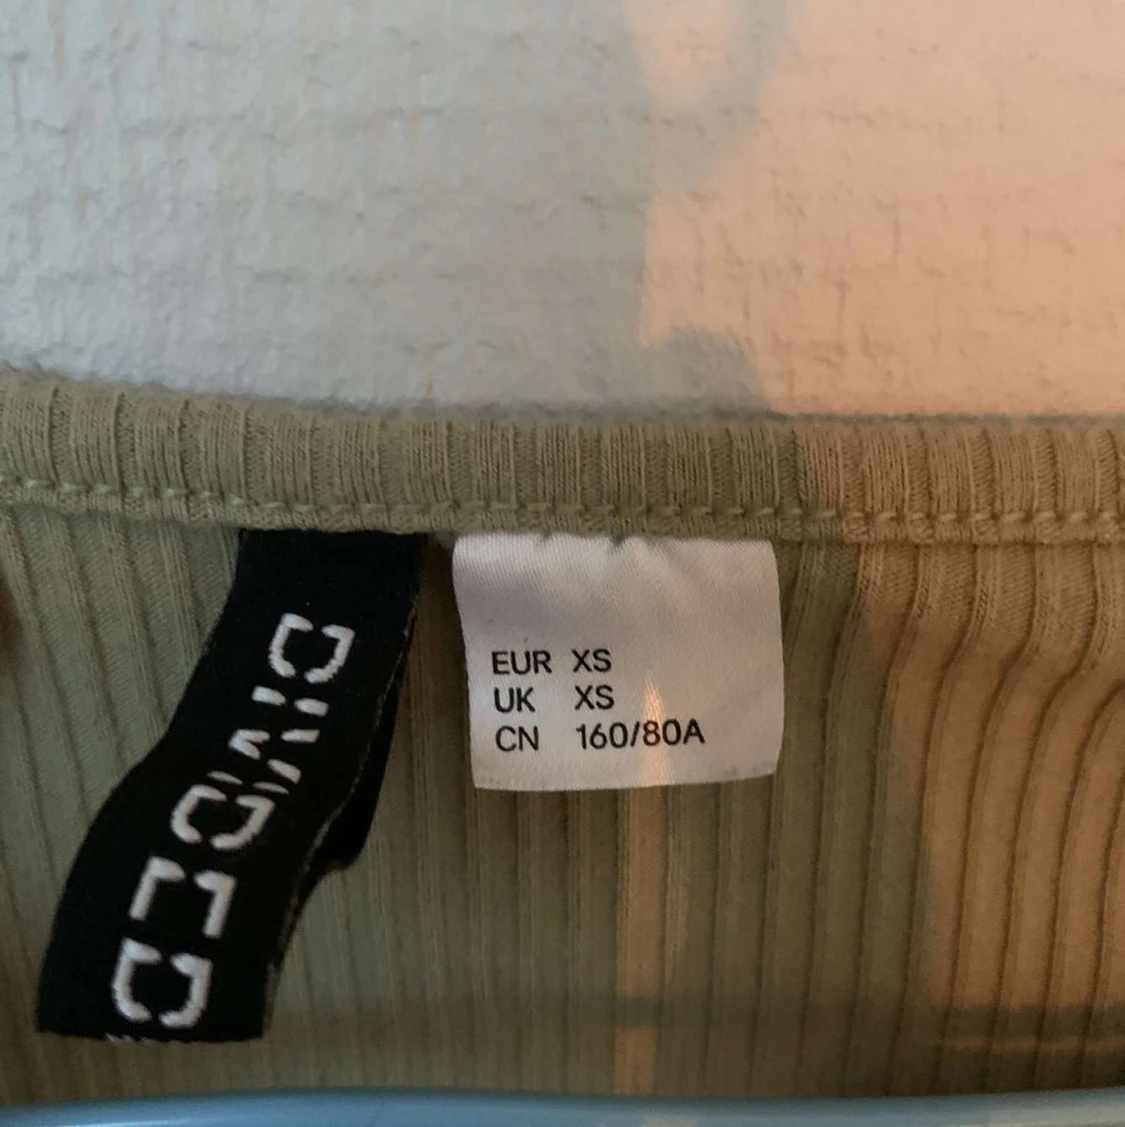 DIVIDED
EUR XS
UK XS
CN 160/80A